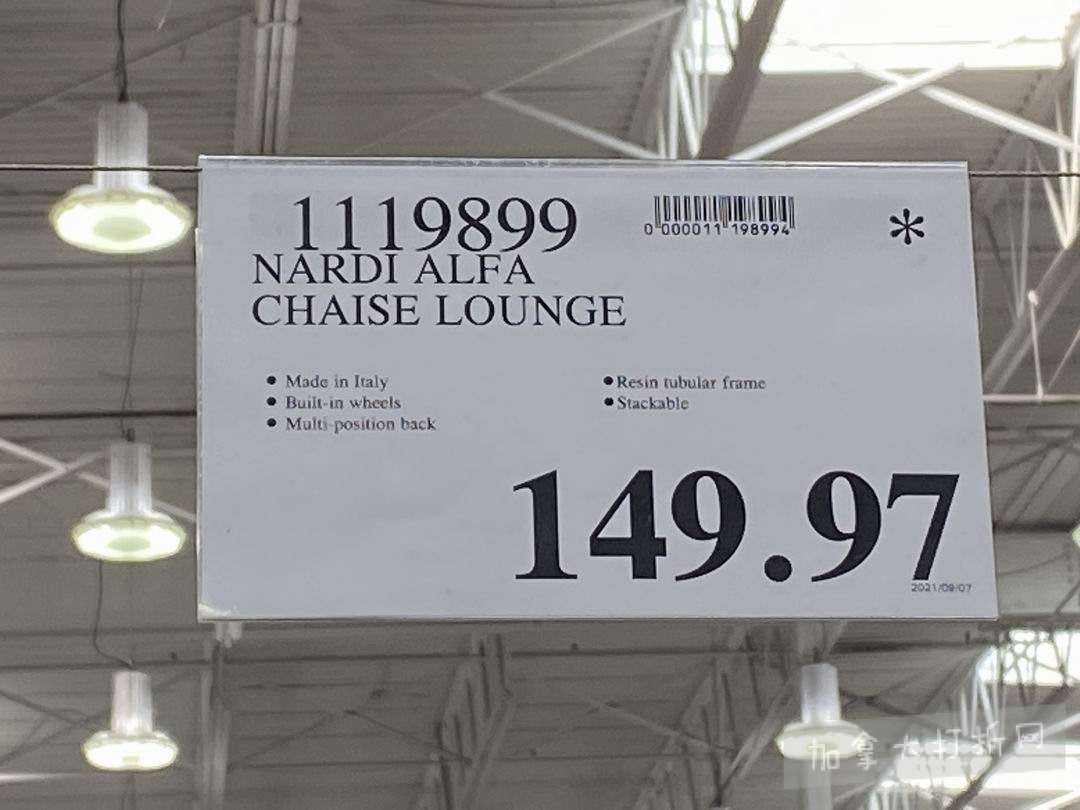 1119899
0 000011 198994
*
NARDI ALFA
CHAISE LOUNGE
• Made in Italy
• Built-in wheels
• Multi-position back
• Resin tubular frame
• Stackable
149.97
2021/09/07
加拿大打折网